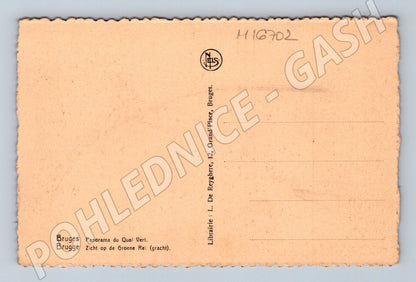 M16702
Bruges Panorama du Quai Vert.
Brugge Zicht op de Groene Rei (gracht).
Librairie : L. De Reyghere, 12, Grand'Place, Bruges.
POHLEDNICE - GASH